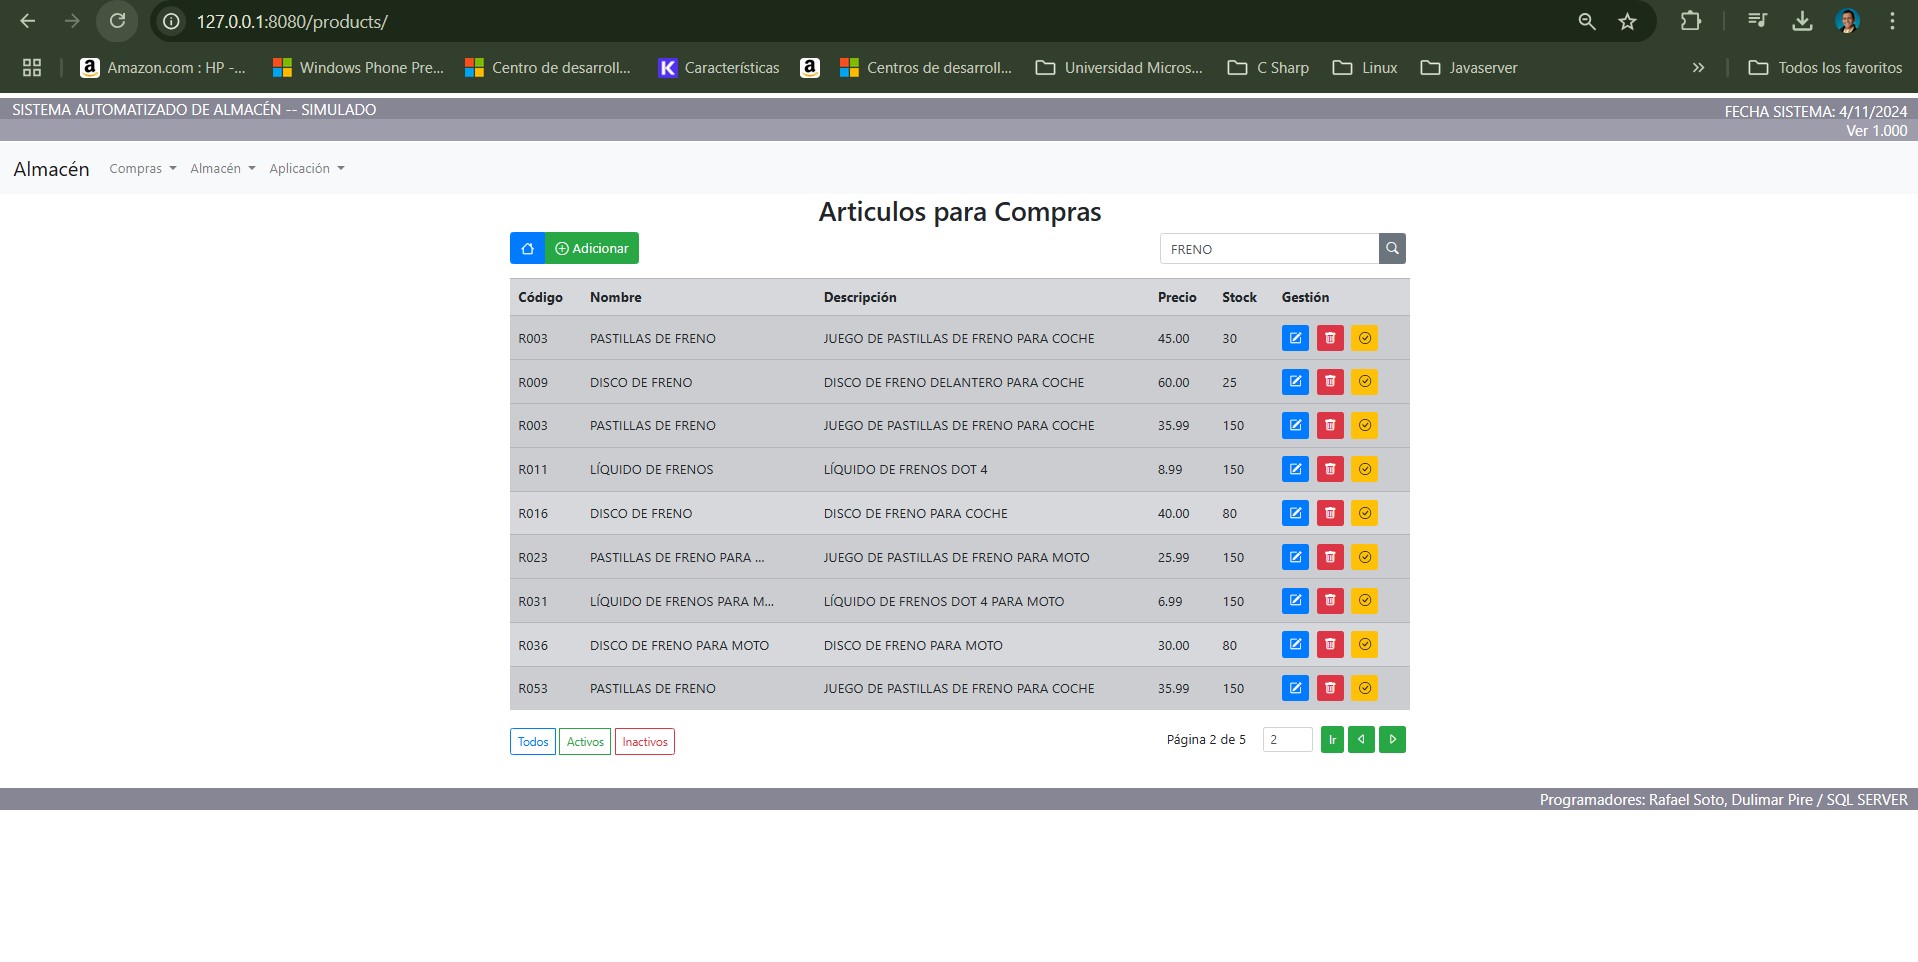 127.0.0.1:8080/products/
Amazon.com : HP -... Windows Phone Pre... Centro de desarroll... Características Centros de desarroll... Universidad Micros... C Sharp Linux Javaserver Todos los favoritos
SISTEMA AUTOMATIZADO DE ALMACÉN -- SIMULADO FECHA SISTEMA: 4/11/2024
Ver 1.000
Almacén Compras Almacén Aplicación
Articulos para Compras
Adicionar FRENO
Código Nombre Descripción Precio Stock Gestión
R003 PASTILLAS DE FRENO JUEGO DE PASTILLAS DE FRENO PARA COCHE 45.00 30
R009 DISCO DE FRENO DISCO DE FRENO DELANTERO PARA COCHE 60.00 25
R003 PASTILLAS DE FRENO JUEGO DE PASTILLAS DE FRENO PARA COCHE 35.99 150
R011 LÍQUIDO DE FRENOS LÍQUIDO DE FRENOS DOT 4 8.99 150
R016 DISCO DE FRENO DISCO DE FRENO PARA COCHE 40.00 80
R023 PASTILLAS DE FRENO PARA ... JUEGO DE PASTILLAS DE FRENO PARA MOTO 25.99 150
R031 LÍQUIDO DE FRENOS PARA M... LÍQUIDO DE FRENOS DOT 4 PARA MOTO 6.99 150
R036 DISCO DE FRENO PARA MOTO DISCO DE FRENO PARA MOTO 30.00 80
R053 PASTILLAS DE FRENO JUEGO DE PASTILLAS DE FRENO PARA COCHE 35.99 150
Todos Activos Inactivos Página 2 de 5 2 Ir
Programadores: Rafael Soto, Dulimar Pire / SQL SERVER